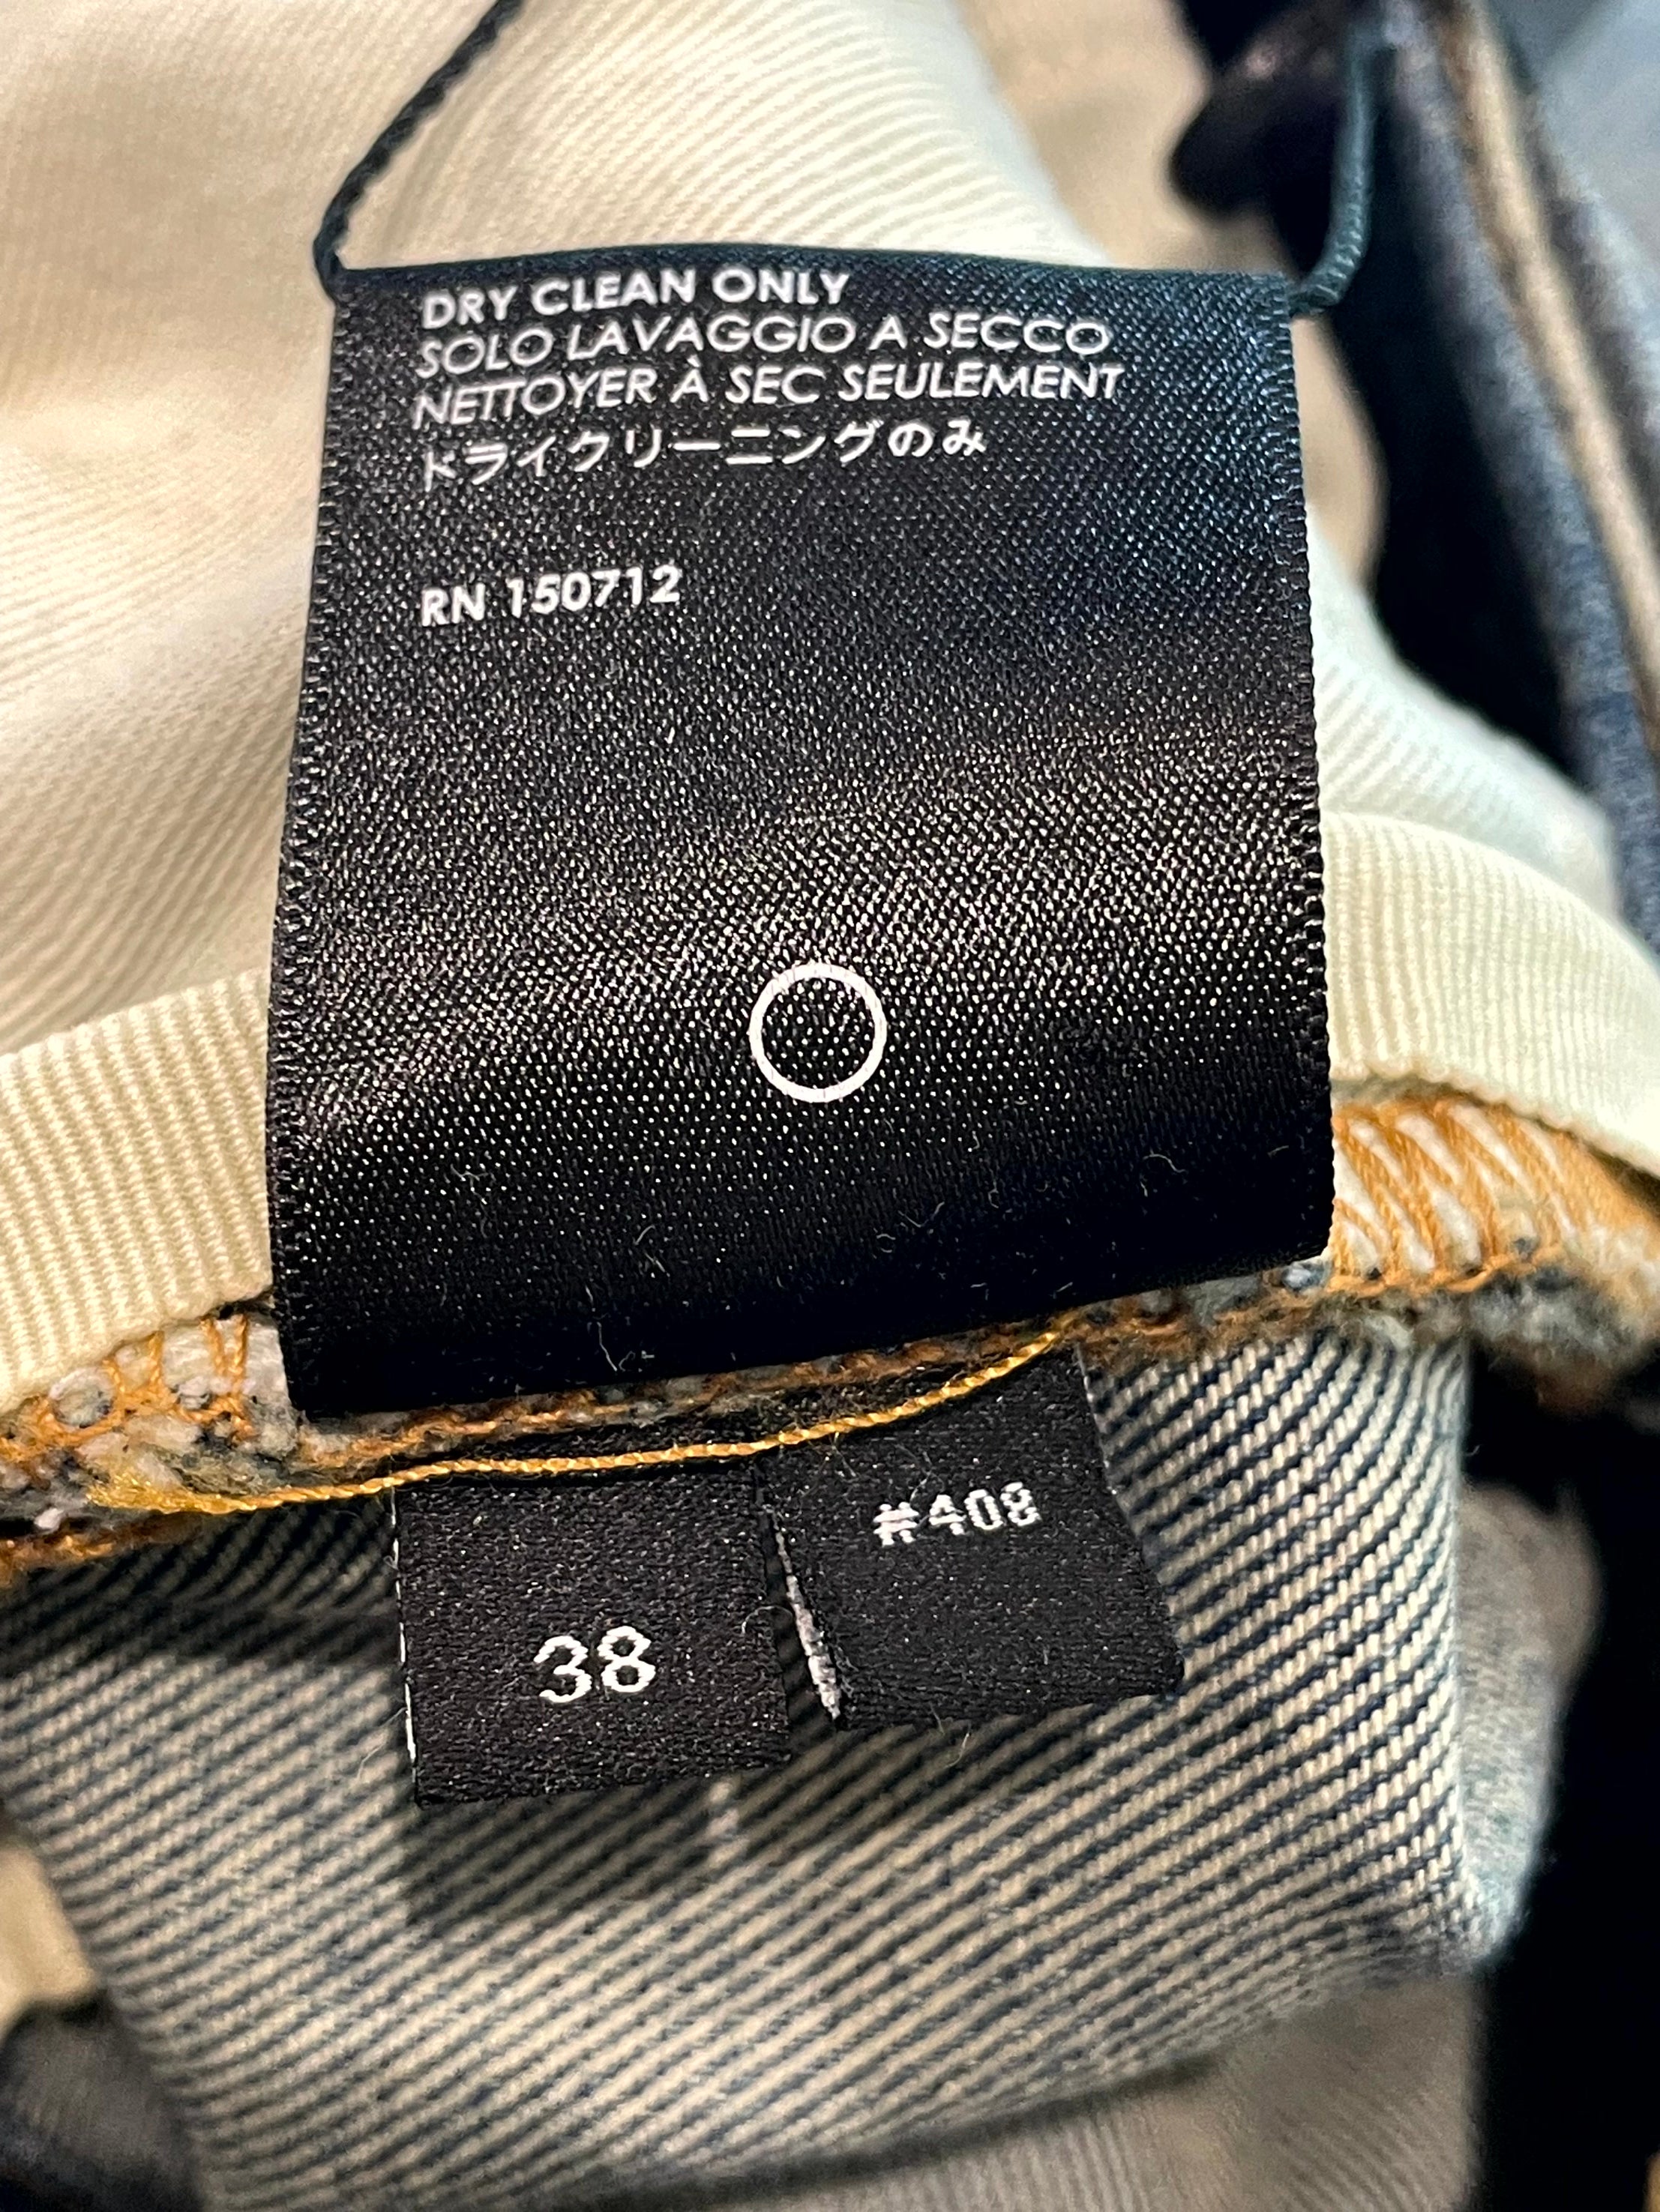 DRY CLEAN ONLY
SOLO LAVAGGIO A SECCO
NETTOYER À SEC SEULEMENT
ドライクリーニングのみ
RN 150712
#408
38